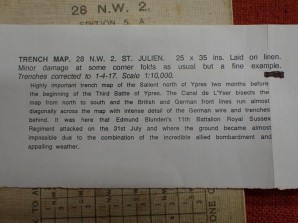 28 N.W. 2.
EDITION 5. A
TRENCH MAP. 28 N.W. 2. ST. JULIEN. 25 x 35 ins. Laid on linen.
Minor damage at some corner folds as usual but a fine example.
Trenches corrected to 1-4-17. Scale 1:10,000.
Highly important trench map of the Salient north of Ypres two months before
the beginning of the Third Battle of Ypres. The Canal de L'Yser bisects the
map from north to south and the British and German front lines run almost
diagonally across the map with intense detail of the German wire and trenches
behind. It was here that Edmund Blunden's 11th Battalion Royal Sussex
Regiment attacked on the 31st July and where the ground became almost
impossible due to the combination of the incredible allied bombardment and
appalling weather.